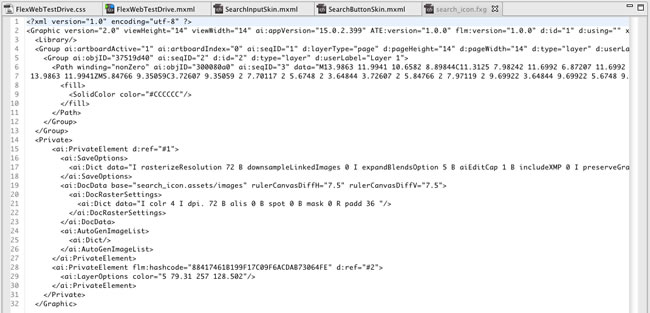 FlexWebTestDrive.css FlexWebTestDrive.mxml SearchInputSkin.mxml SearchButtonSkin.mxml search_icon.fxg
1 <?xml version="1.0" encoding="utf-8" ?>
2 <Graphic version="2.0" viewHeight="14" viewWidth="14" ai:appVersion="15.0.2.399" ATE:version="1.0.0" flm:version="1.0.0" d:id="1" d:using="" x
3 <Library/>
4 <Group ai:artboardActive="1" ai:artboardIndex="0" ai:seqID="1" d:layerType="page" d:pageHeight="14" d:pageWidth="14" d:type="layer" d:userLa
5 <Group ai:objID="37519d40" ai:seqID="2" d:id="2" d:type="layer" d:userLabel="Layer 1">
6 <Path winding="nonZero" ai:objID="300080a0" ai:seqID="3" data="M13.9863 11.9941 10.6582 8.89844C11.3125 7.98242 11.6992 6.87207 11.6992
7 13.9863 11.9941ZM5.84766 9.35059C3.72607 9.35059 2 7.70117 2 5.6748 2 3.64844 3.72607 2 5.84766 2 7.97119 2 9.69922 3.64844 9.69922 5.6748 9.
8 <fill>
9 <SolidColor color="#CCCCCC"/>
10 </fill>
11 </Path>
12 </Group>
13 </Group>
14 <Private>
15 <ai:PrivateElement d:ref="#1">
16 <ai:SaveOptions>
17 <ai:Dict data="I rasterizeResolution 72 B downsampleLinkedImages 0 I expandBlendsOption 5 B aiEditCap 1 B includeXMP 0 I preserveGra
18 </ai:SaveOptions>
19 <ai:DocData base="search_icon.assets/images" rulerCanvasDiffH="7.5" rulerCanvasDiffV="7.5">
20 <ai:DocRasterSettings>
21 <ai:Dict data="I colr 4 I dpi. 72 B alis 0 B spot 0 B mask 0 R padd 36 "/>
22 </ai:DocRasterSettings>
23 </ai:DocData>
24 <ai:AutoGenImageList>
25 <ai:Dict/>
26 </ai:AutoGenImageList>
27 </ai:PrivateElement>
28 <ai:PrivateElement flm:hashcode="88417461B199F17C09F6ACDAB73064FE" d:ref="#2">
29 <ai:LayerOptions color="5 79.31 257 128.502"/>
30 </ai:PrivateElement>
31 </Private>
32 </Graphic>